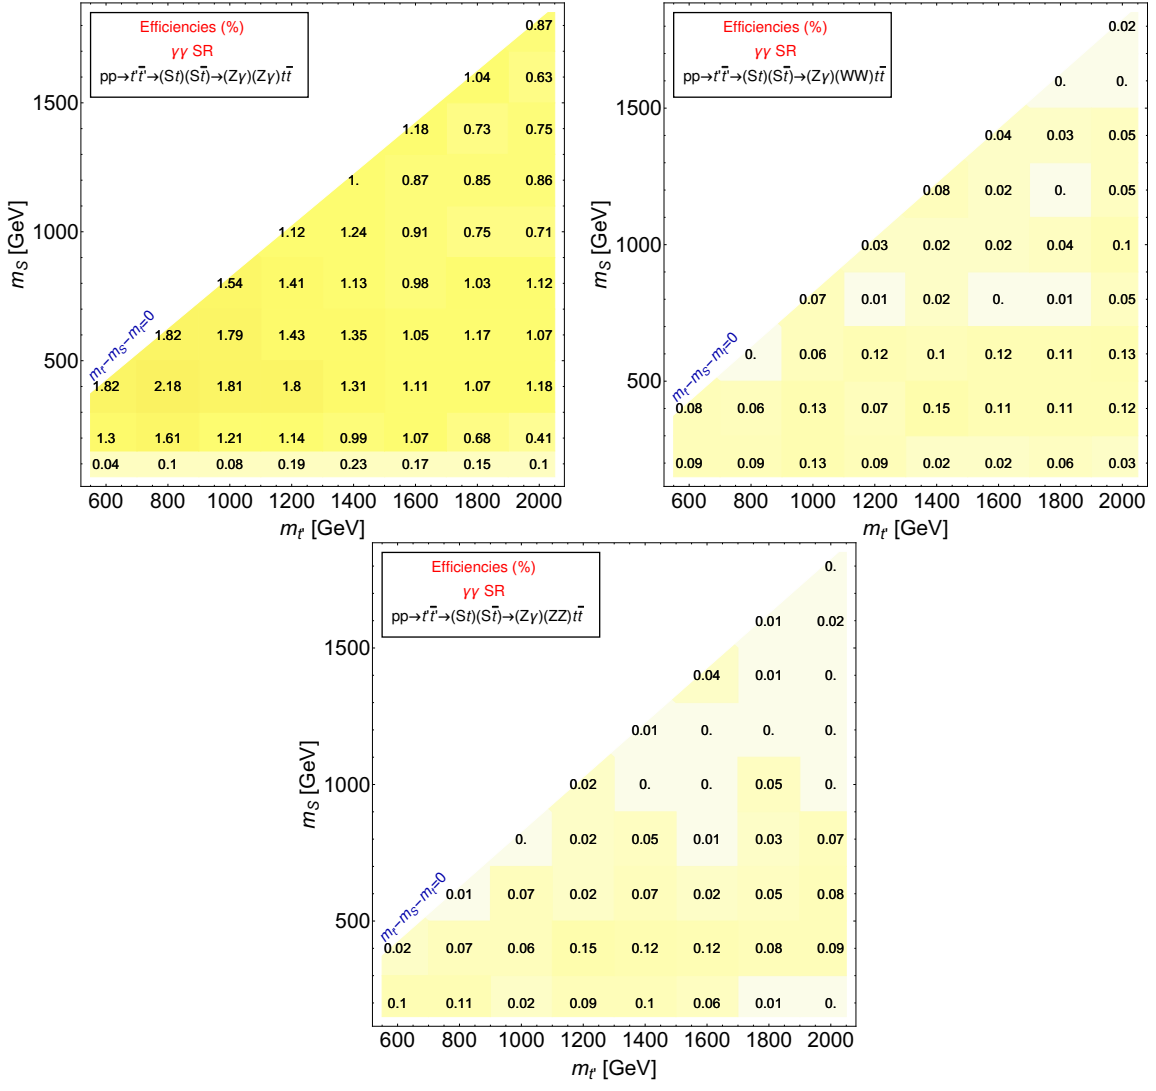 Efficiencies (%)
γγ SR
pp→t't̄'→(St)(St̄)→(Zγ)(Zγ)tt̄
0.87
1.04 0.63
1500
1.18 0.73 0.75
1. 0.87 0.85 0.86
1000
1.12 1.24 0.91 0.75 0.71
1.54 1.41 1.13 0.98 1.03 1.12
1.82 1.79 1.43 1.35 1.05 1.17 1.07
500
1.82 2.18 1.81 1.8 1.31 1.11 1.07 1.18
1.3 1.61 1.21 1.14 0.99 1.07 0.68 0.41
0.04 0.1 0.08 0.19 0.23 0.17 0.15 0.1
mt'−mS−mt=0
mS [GeV]
600 800 1000 1200 1400 1600 1800 2000
mt' [GeV]
Efficiencies (%)
γγ SR
pp→t't̄'→(St)(St̄)→(Zγ)(WW)tt̄
0.02
0. 0.
1500
0.04 0.03 0.05
0.08 0.02 0. 0.05
1000
0.03 0.02 0.02 0.04 0.1
0.07 0.01 0.02 0. 0.01 0.05
0. 0.06 0.12 0.1 0.12 0.11 0.13
500
0.08 0.06 0.13 0.07 0.15 0.11 0.11 0.12
0.09 0.09 0.13 0.09 0.02 0.02 0.06 0.03
mt'−mS−mt=0
mS [GeV]
600 800 1000 1200 1400 1600 1800 2000
mt' [GeV]
Efficiencies (%)
γγ SR
pp→t't̄'→(St)(St̄)→(Zγ)(ZZ)tt̄
0.
0.01 0.02
1500
0.04 0.01 0.
0.01 0. 0. 0.
1000
0.02 0. 0. 0.05 0.
0. 0.02 0.05 0.01 0.03 0.07
0.01 0.07 0.02 0.07 0.02 0.05 0.08
500
0.02 0.07 0.06 0.15 0.12 0.12 0.08 0.09
0.1 0.11 0.02 0.09 0.1 0.06 0.01 0.
mt'−mS−mt=0
mS [GeV]
600 800 1000 1200 1400 1600 1800 2000
mt' [GeV]